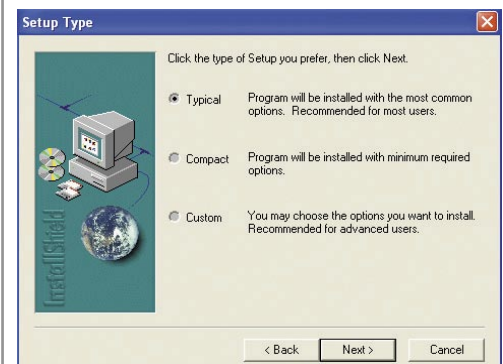 Setup Type
Click the type of Setup you prefer, then click Next.
Typical Program will be installed with the most common
options. Recommended for most users.
Compact Program will be installed with minimum required
options.
Custom You may choose the options you want to install.
Recommended for advanced users.
InstallShield
< Back Next > Cancel